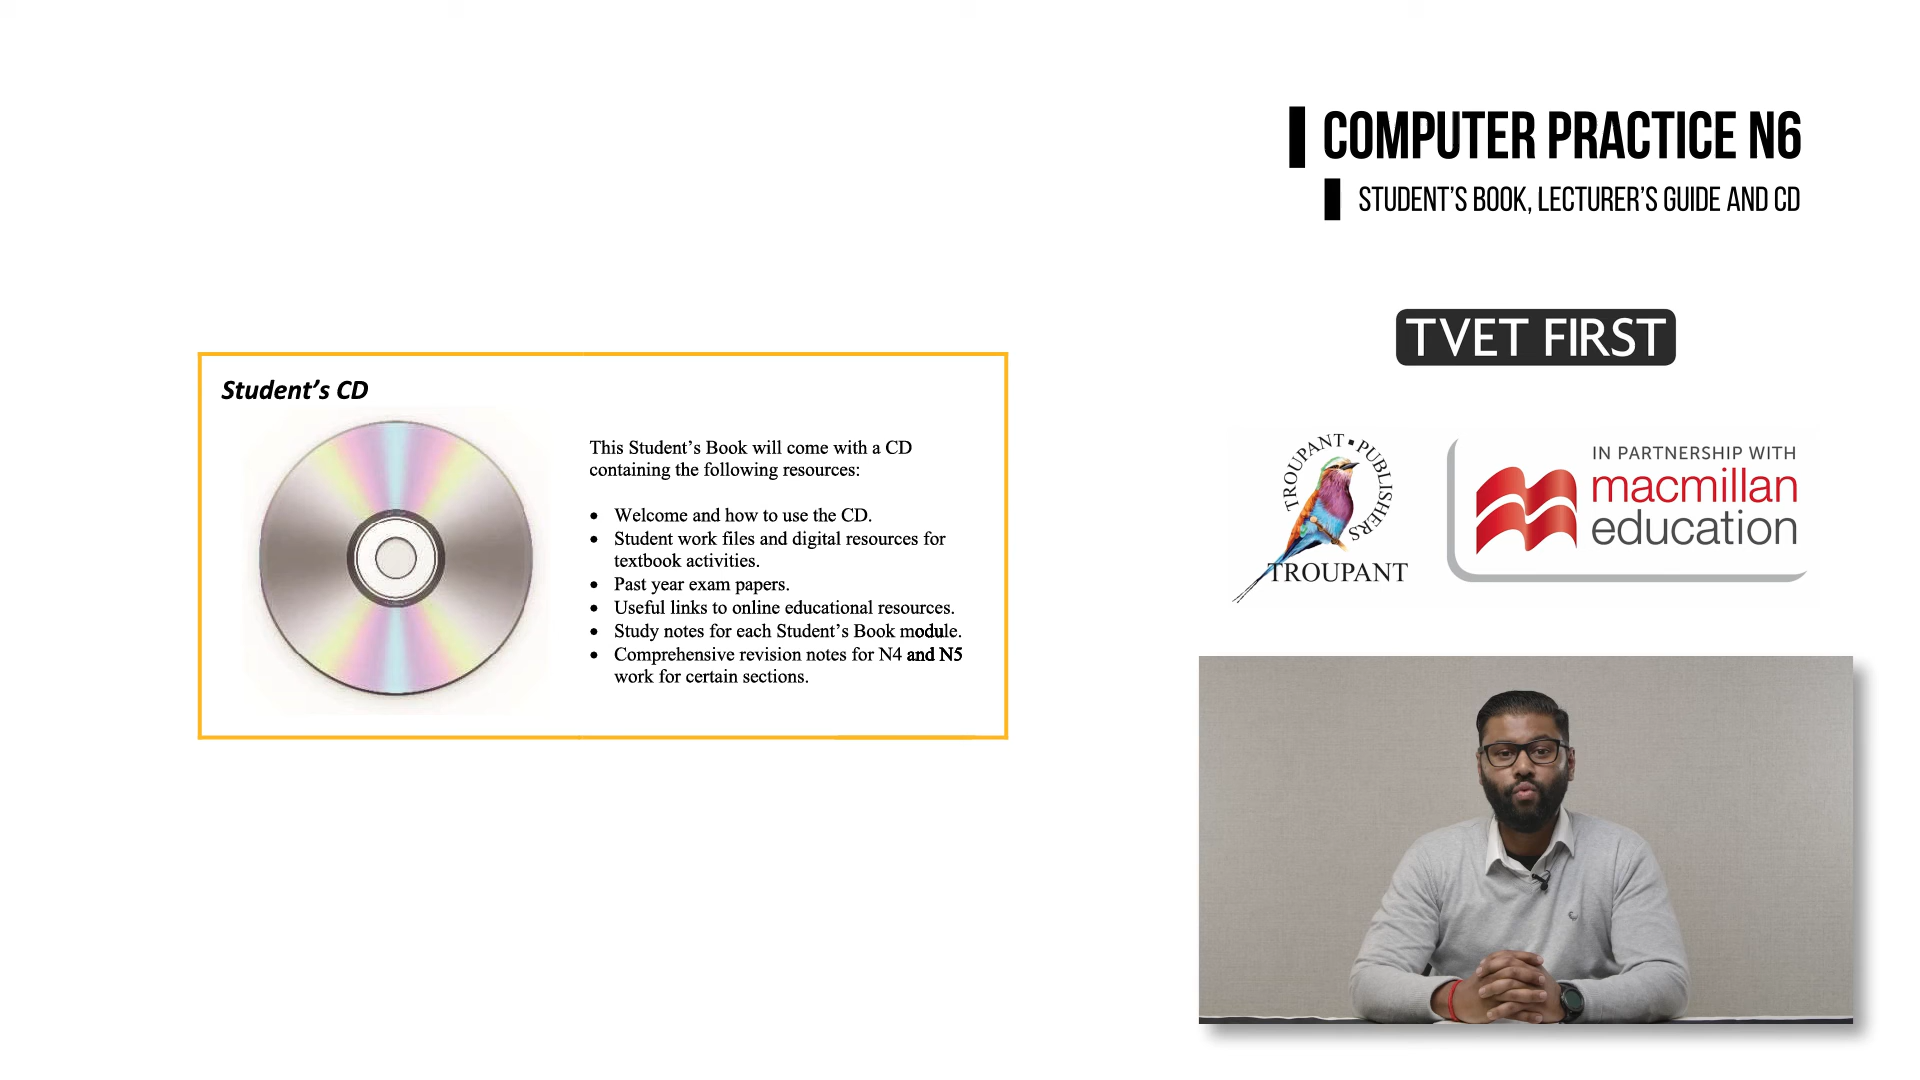 COMPUTER PRACTICE N6
STUDENT'S BOOK, LECTURER'S GUIDE AND CD
TVET FIRST
TROUPANT▪PUBLISHERS
TROUPANT
IN PARTNERSHIP WITH
macmillan
education
Student's CD
This Student's Book will come with a CD
containing the following resources:
• Welcome and how to use the CD.
• Student work files and digital resources for
textbook activities.
• Past year exam papers.
• Useful links to online educational resources.
• Study notes for each Student's Book module.
• Comprehensive revision notes for N4 and N5
work for certain sections.